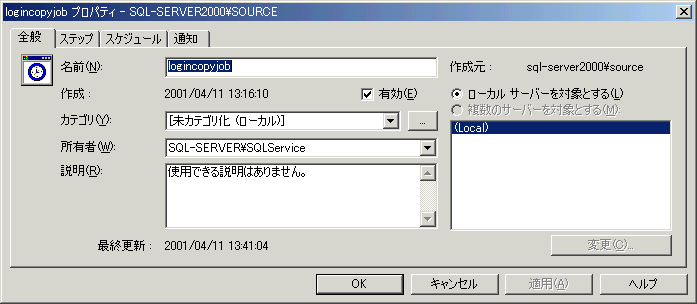 logincopyjob プロパティ - SQL-SERVER2000¥SOURCE
全般 ステップ スケジュール 通知
名前(N): logincopyjob 作成元： sql-server2000¥source
作成： 2001/04/11 13:16:10 有効(E) ローカル サーバーを対象とする(L)
複数のサーバーを対象とする(M):
カテゴリ(Y): [未カテゴリ化 (ローカル)] ... (Local)
所有者(W): SQL-SERVER¥SQLService
説明(R): 使用できる説明はありません。
最終更新： 2001/04/11 13:41:04 変更(C)...
OK キャンセル 適用(A) ヘルプ